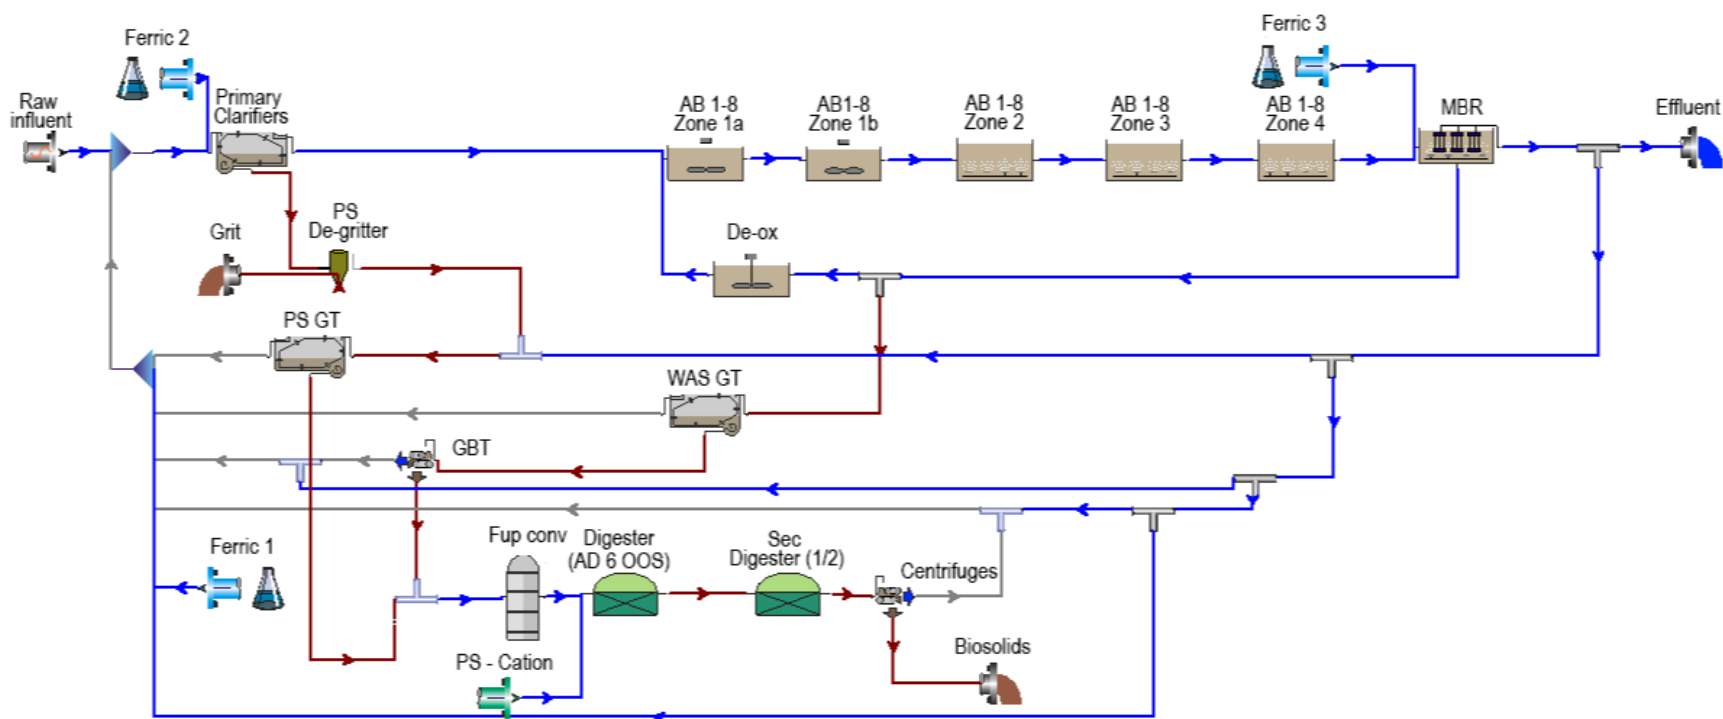 Ferric 2
Ferric 3
Raw
influent
Primary
Clarifiers
AB 1-8
Zone 1a
AB1-8
Zone 1b
AB 1-8
Zone 2
AB 1-8
Zone 3
AB 1-8
Zone 4
MBR
Effluent
Grit
PS
De-gritter
De-ox
PS GT
WAS GT
GBT
Ferric 1
Fup conv
Digester
(AD 6 OOS)
Sec
Digester (1/2)
Centrifuges
PS - Cation
Biosolids